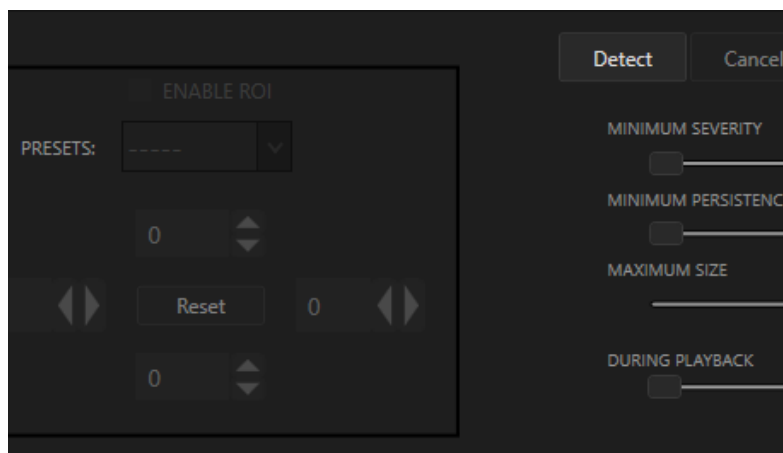 Detect Cancel
ENABLE ROI
MINIMUM SEVERITY
PRESETS: -----
MINIMUM PERSISTENC
0
MAXIMUM SIZE
Reset 0
DURING PLAYBACK
0